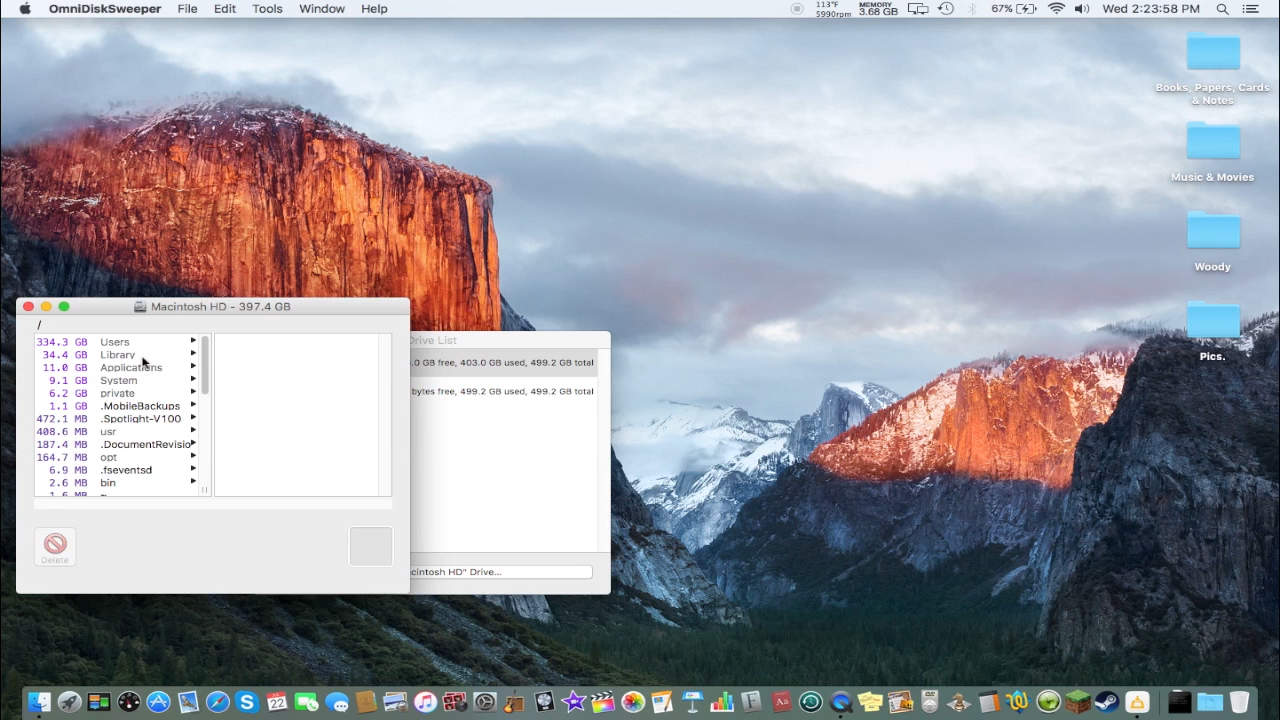 OmniDiskSweeper File Edit Tools Window Help 113°F 5990rpm MEMORY 3.68 GB 67% Wed 2:23:58 PM
Books, Papers, Cards
& Notes
Music & Movies
Woody
Pics.
Macintosh HD - 397.4 GB
/
334.3 GB Users
34.4 GB Library
11.0 GB Applications
9.1 GB System
6.2 GB private
1.1 GB .MobileBackups
472.1 MB .Spotlight-V100
408.6 MB usr
187.4 MB .DocumentRevisio
164.7 MB opt
6.9 MB .fseventsd
2.6 MB bin
Delete
Drive List
.0 GB free, 403.0 GB used, 499.2 GB total
bytes free, 499.2 GB used, 499.2 GB total
cintosh HD" Drive...
22